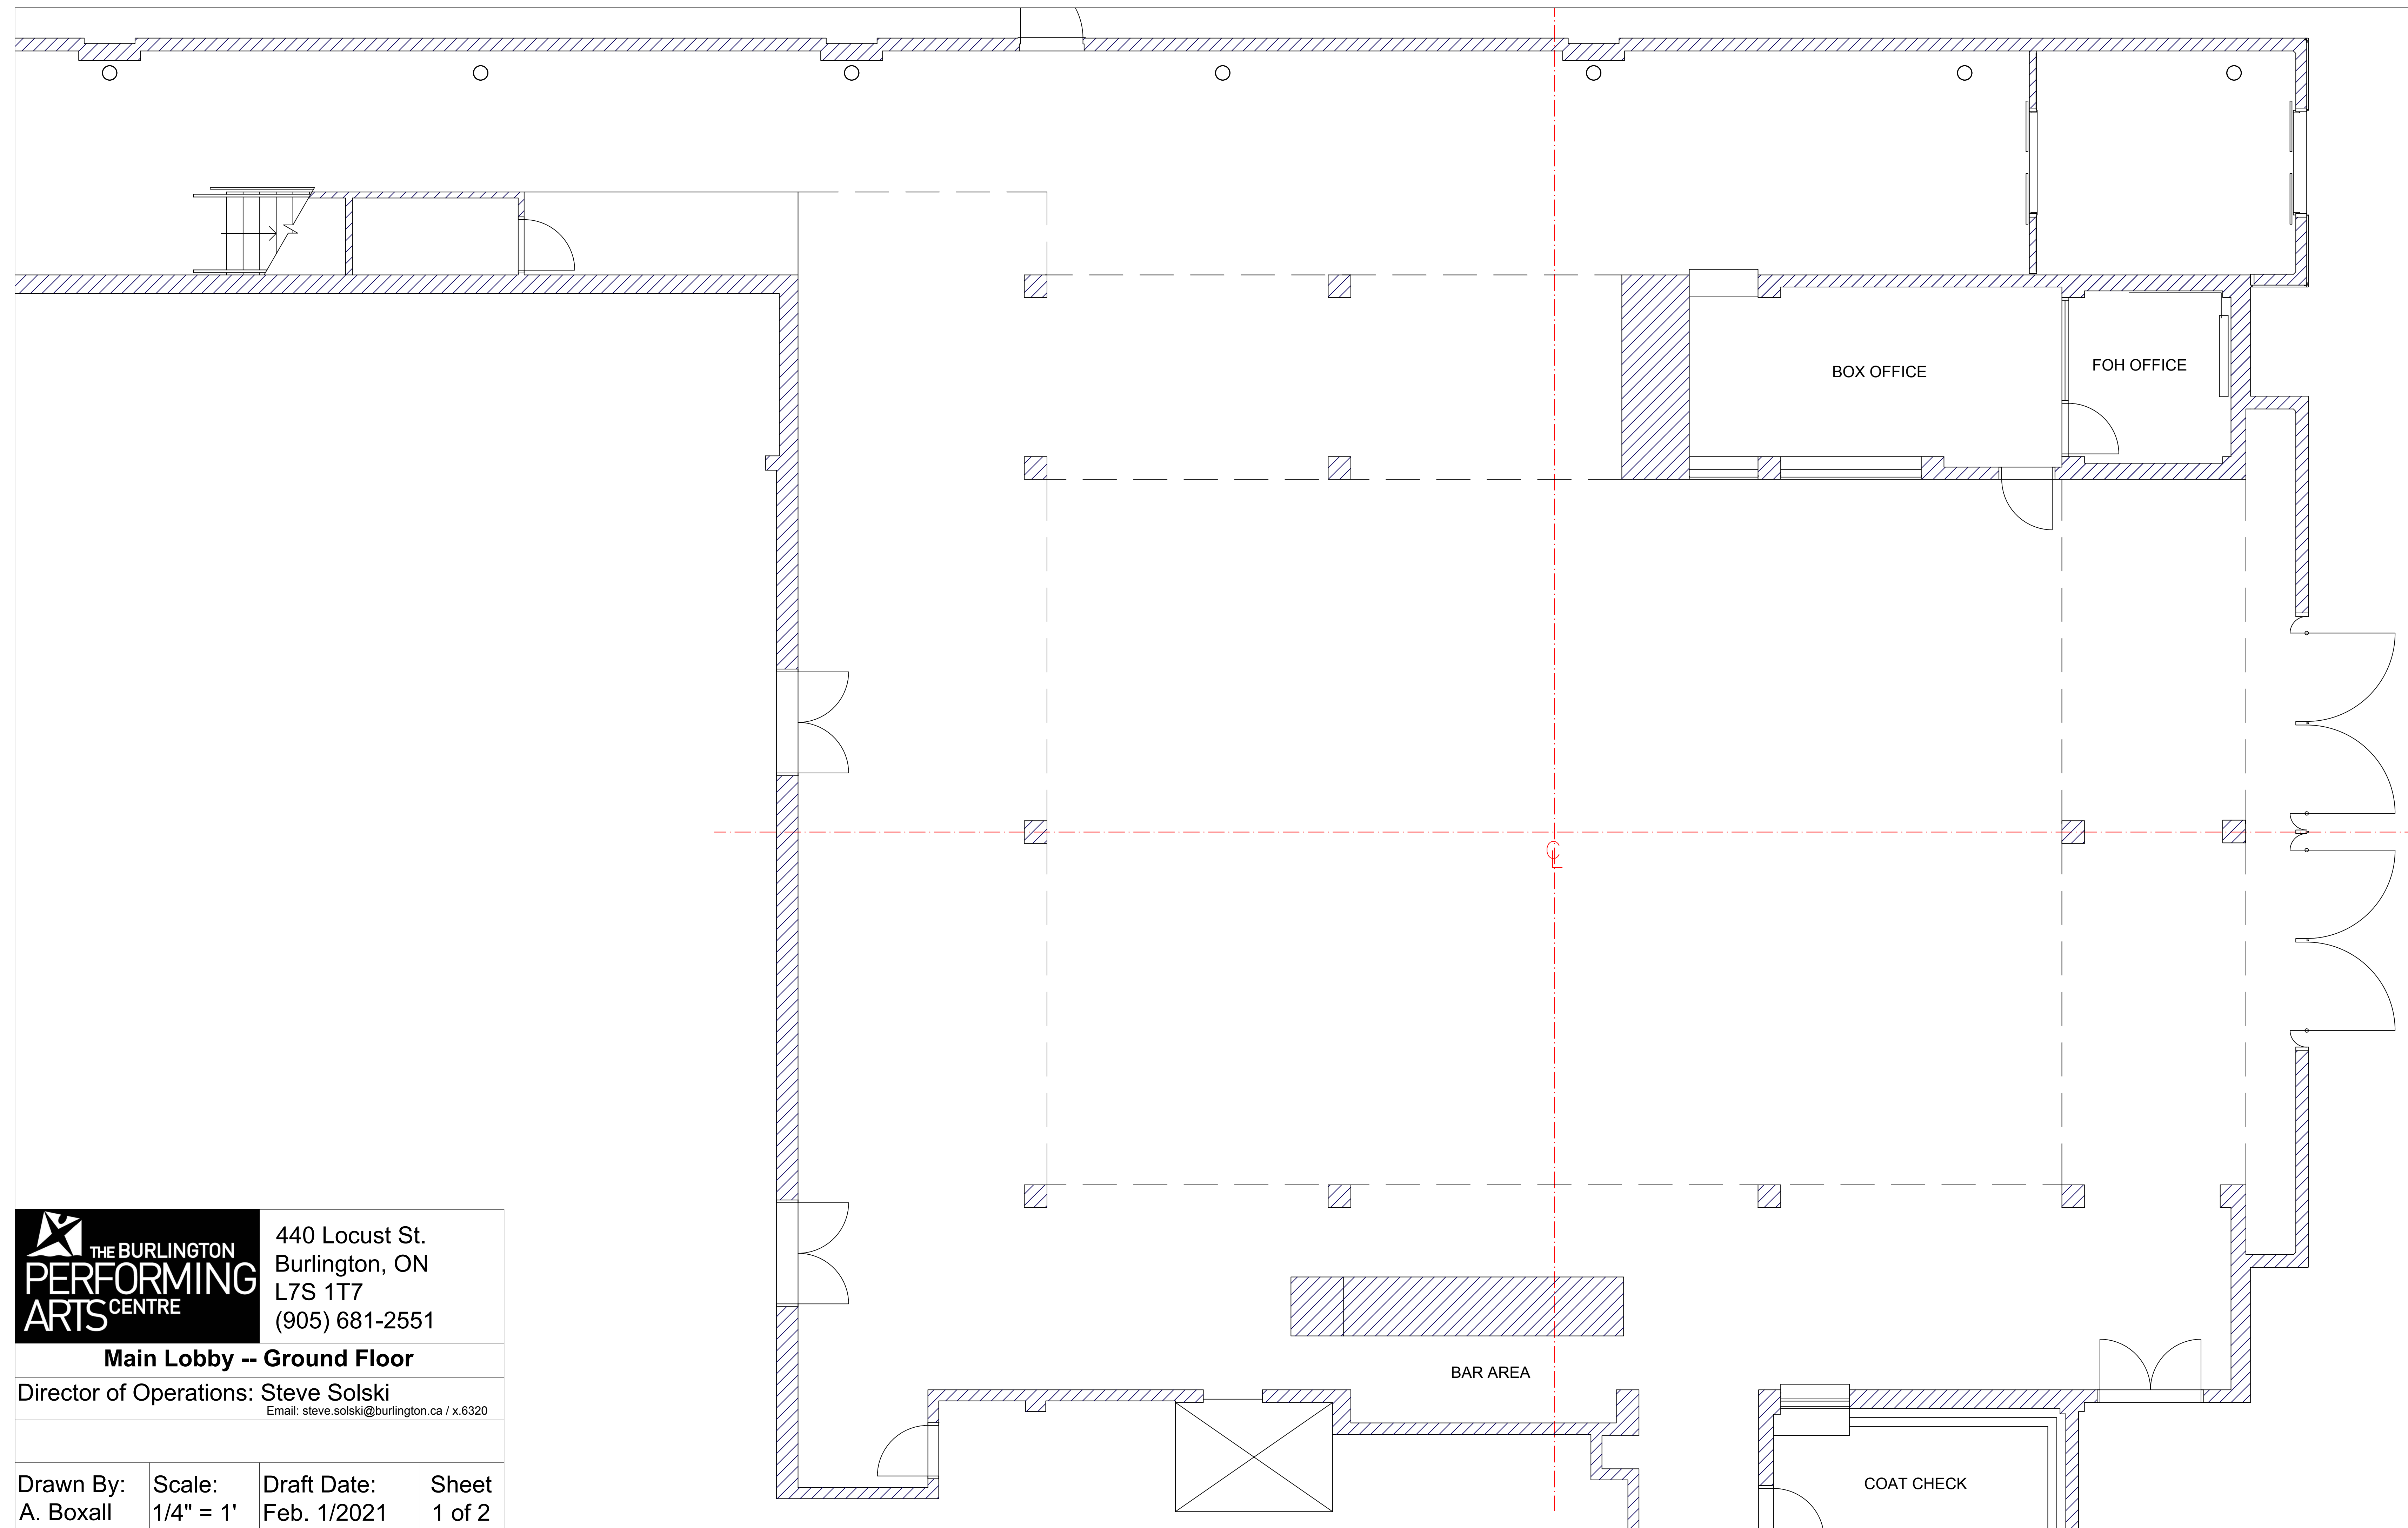 BOX OFFICE
FOH OFFICE
CL
BAR AREA
COAT CHECK
THE BURLINGTON
PERFORMING
ARTS CENTRE
440 Locust St.
Burlington, ON
L7S 1T7
(905) 681-2551
Main Lobby -- Ground Floor
Director of Operations: Steve Solski
Email: steve.solski@burlington.ca / x.6320
Drawn By:
A. Boxall
Scale:
1/4" = 1'
Draft Date:
Feb. 1/2021
Sheet
1 of 2